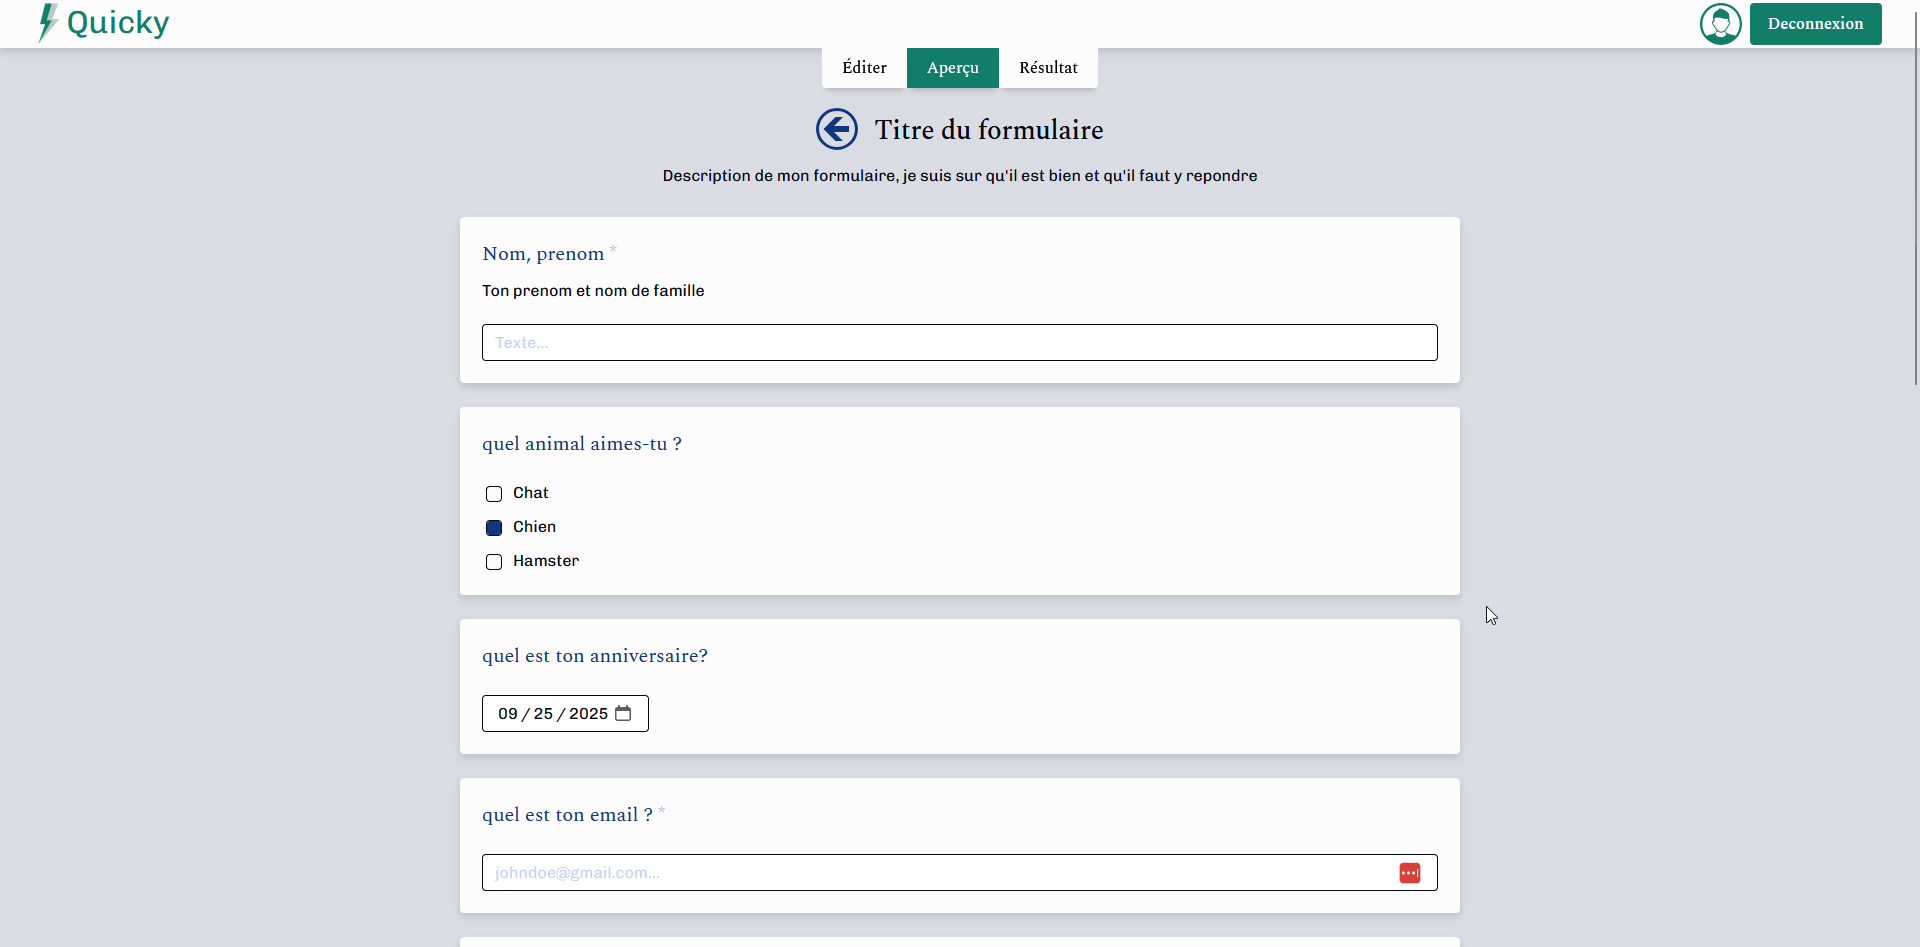 Quicky
Deconnexion
Éditer
Aperçu
Résultat
Titre du formulaire
Description de mon formulaire, je suis sur qu'il est bien et qu'il faut y repondre
Nom, prenom *
Ton prenom et nom de famille
Texte...
quel animal aimes-tu ?
Chat
Chien
Hamster
quel est ton anniversaire?
09 / 25 / 2025
quel est ton email ? *
johndoe@gmail.com...